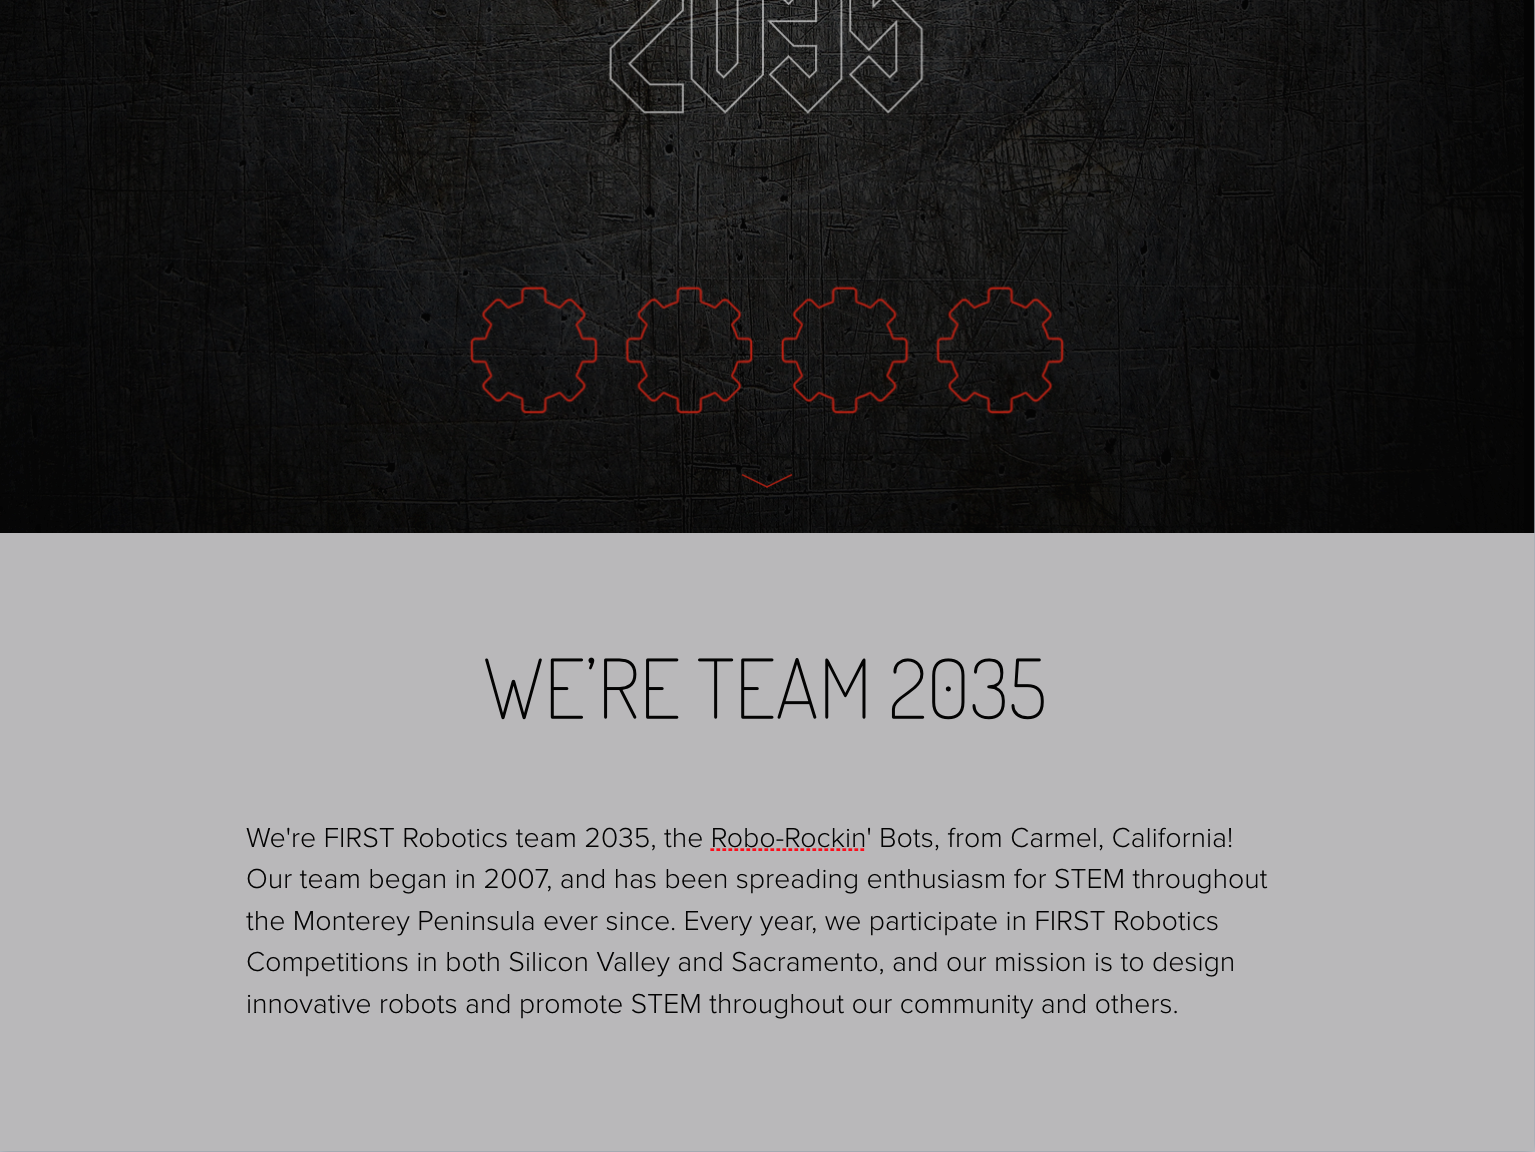 2035
WE'RE TEAM 2035
We're FIRST Robotics team 2035, the Robo-Rockin' Bots, from Carmel, California!
Our team began in 2007, and has been spreading enthusiasm for STEM throughout
the Monterey Peninsula ever since. Every year, we participate in FIRST Robotics
Competitions in both Silicon Valley and Sacramento, and our mission is to design
innovative robots and promote STEM throughout our community and others.